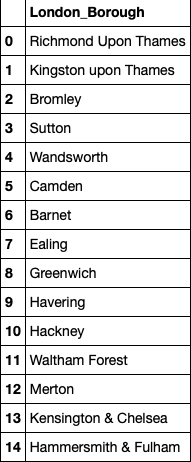 London_Borough
0 Richmond Upon Thames
1 Kingston upon Thames
2 Bromley
3 Sutton
4 Wandsworth
5 Camden
6 Barnet
7 Ealing
8 Greenwich
9 Havering
10 Hackney
11 Waltham Forest
12 Merton
13 Kensington & Chelsea
14 Hammersmith & Fulham